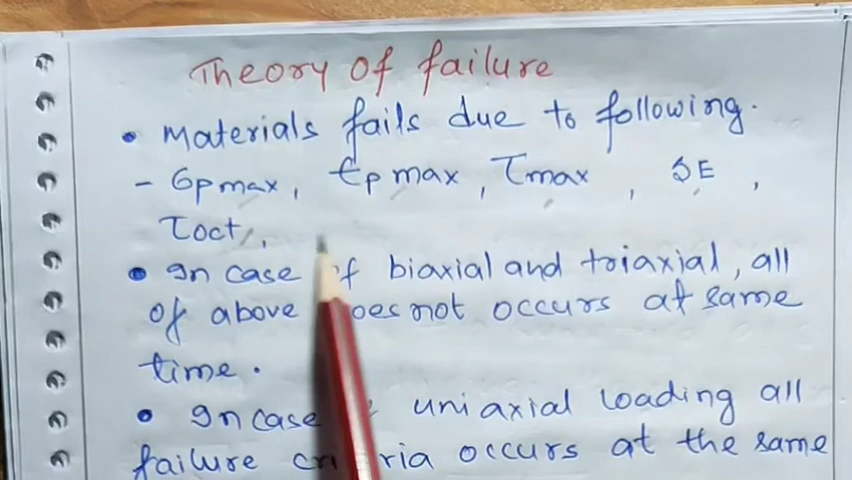 Theory of failure
• Materials fails due to following.
- σp max, εp max, τmax, SE,
τoct,
• In case of biaxial and triaxial, all
of above does not occurs at same
time.
• In case uniaxial loading all
failure criteria occurs at the same